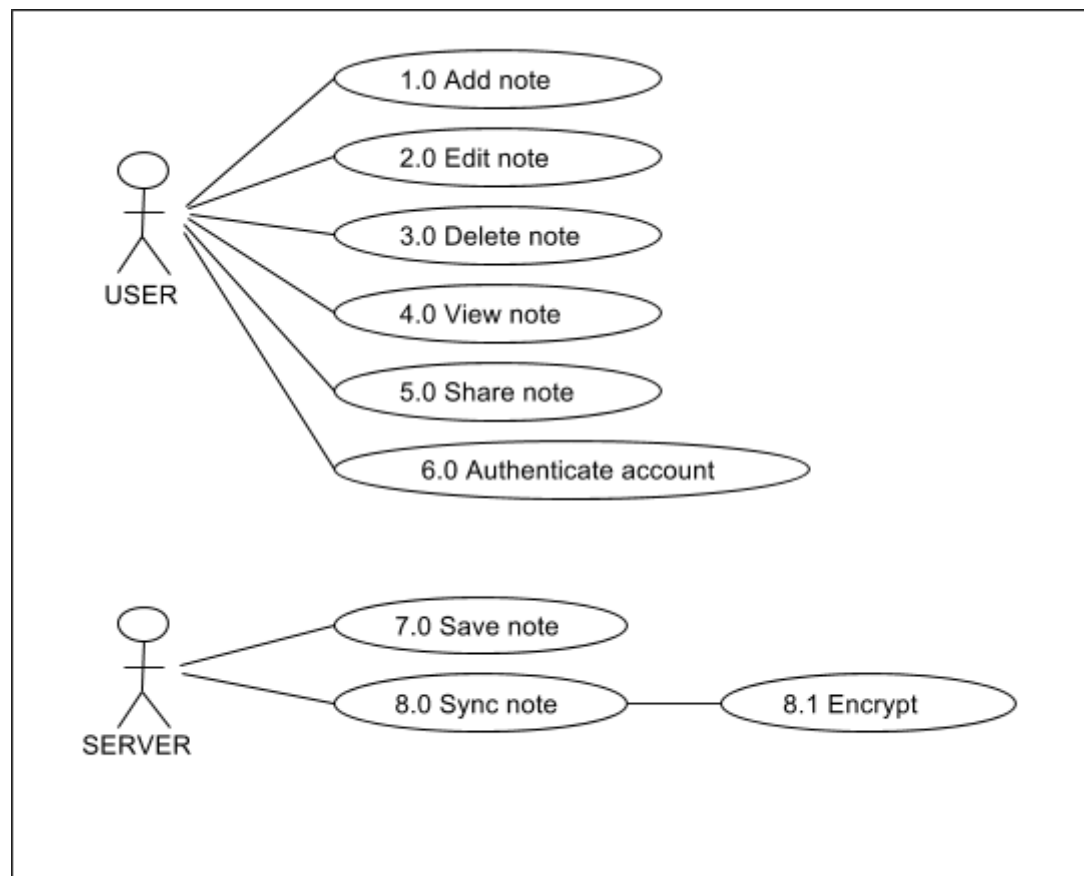 1.0 Add note
2.0 Edit note
3.0 Delete note
USER
4.0 View note
5.0 Share note
6.0 Authenticate account
7.0 Save note
8.0 Sync note
8.1 Encrypt
SERVER